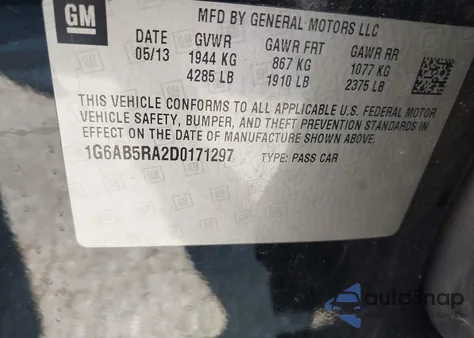 GM
MFD BY GENERAL MOTORS LLC
DATE GVWR GAWR FRT GAWR RR
05/13 1944 KG 867 KG 1077 KG
4285 LB 1910 LB 2375 LB
THIS VEHICLE CONFORMS TO ALL APPLICABLE U.S. FEDERAL MOTOR
VEHICLE SAFETY, BUMPER, AND THEFT PREVENTION STANDARDS IN
EFFECT ON THE DATE OF MANUFACTURE SHOWN ABOVE.
1G6AB5RA2D0171297 TYPE: PASS CAR
autoSnap